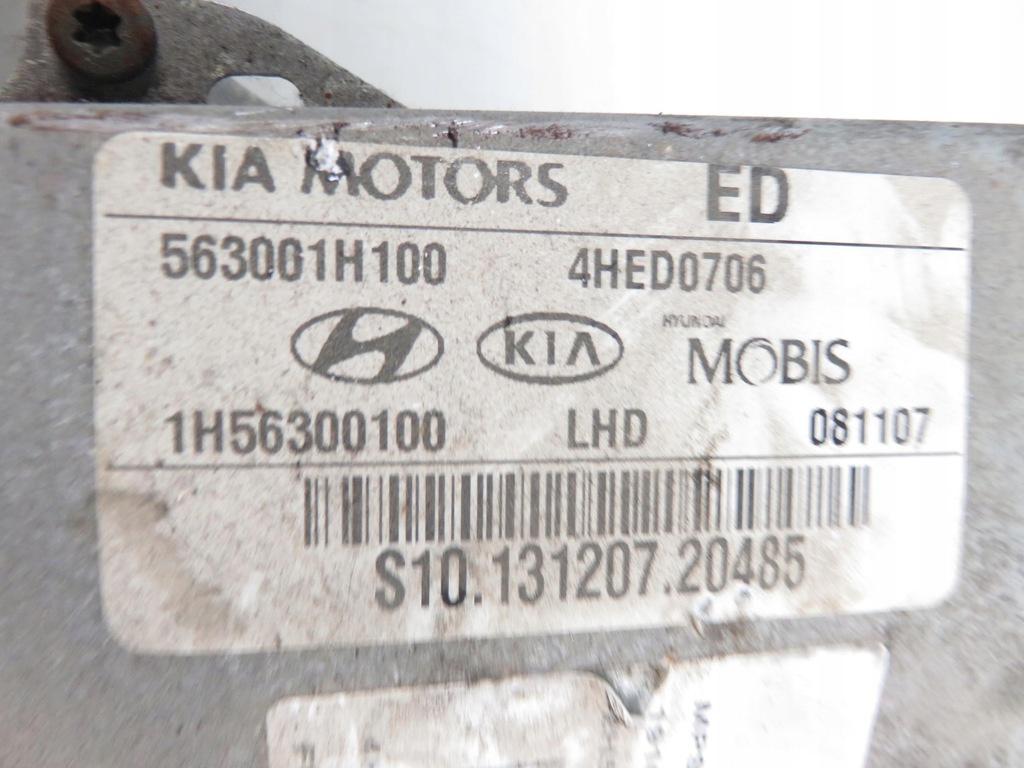 KIA MOTORS ED
563001H100 4HED0706
KIA HYUNDAI MOBIS
1H56300100 LHD 081107
S10.131207.20485